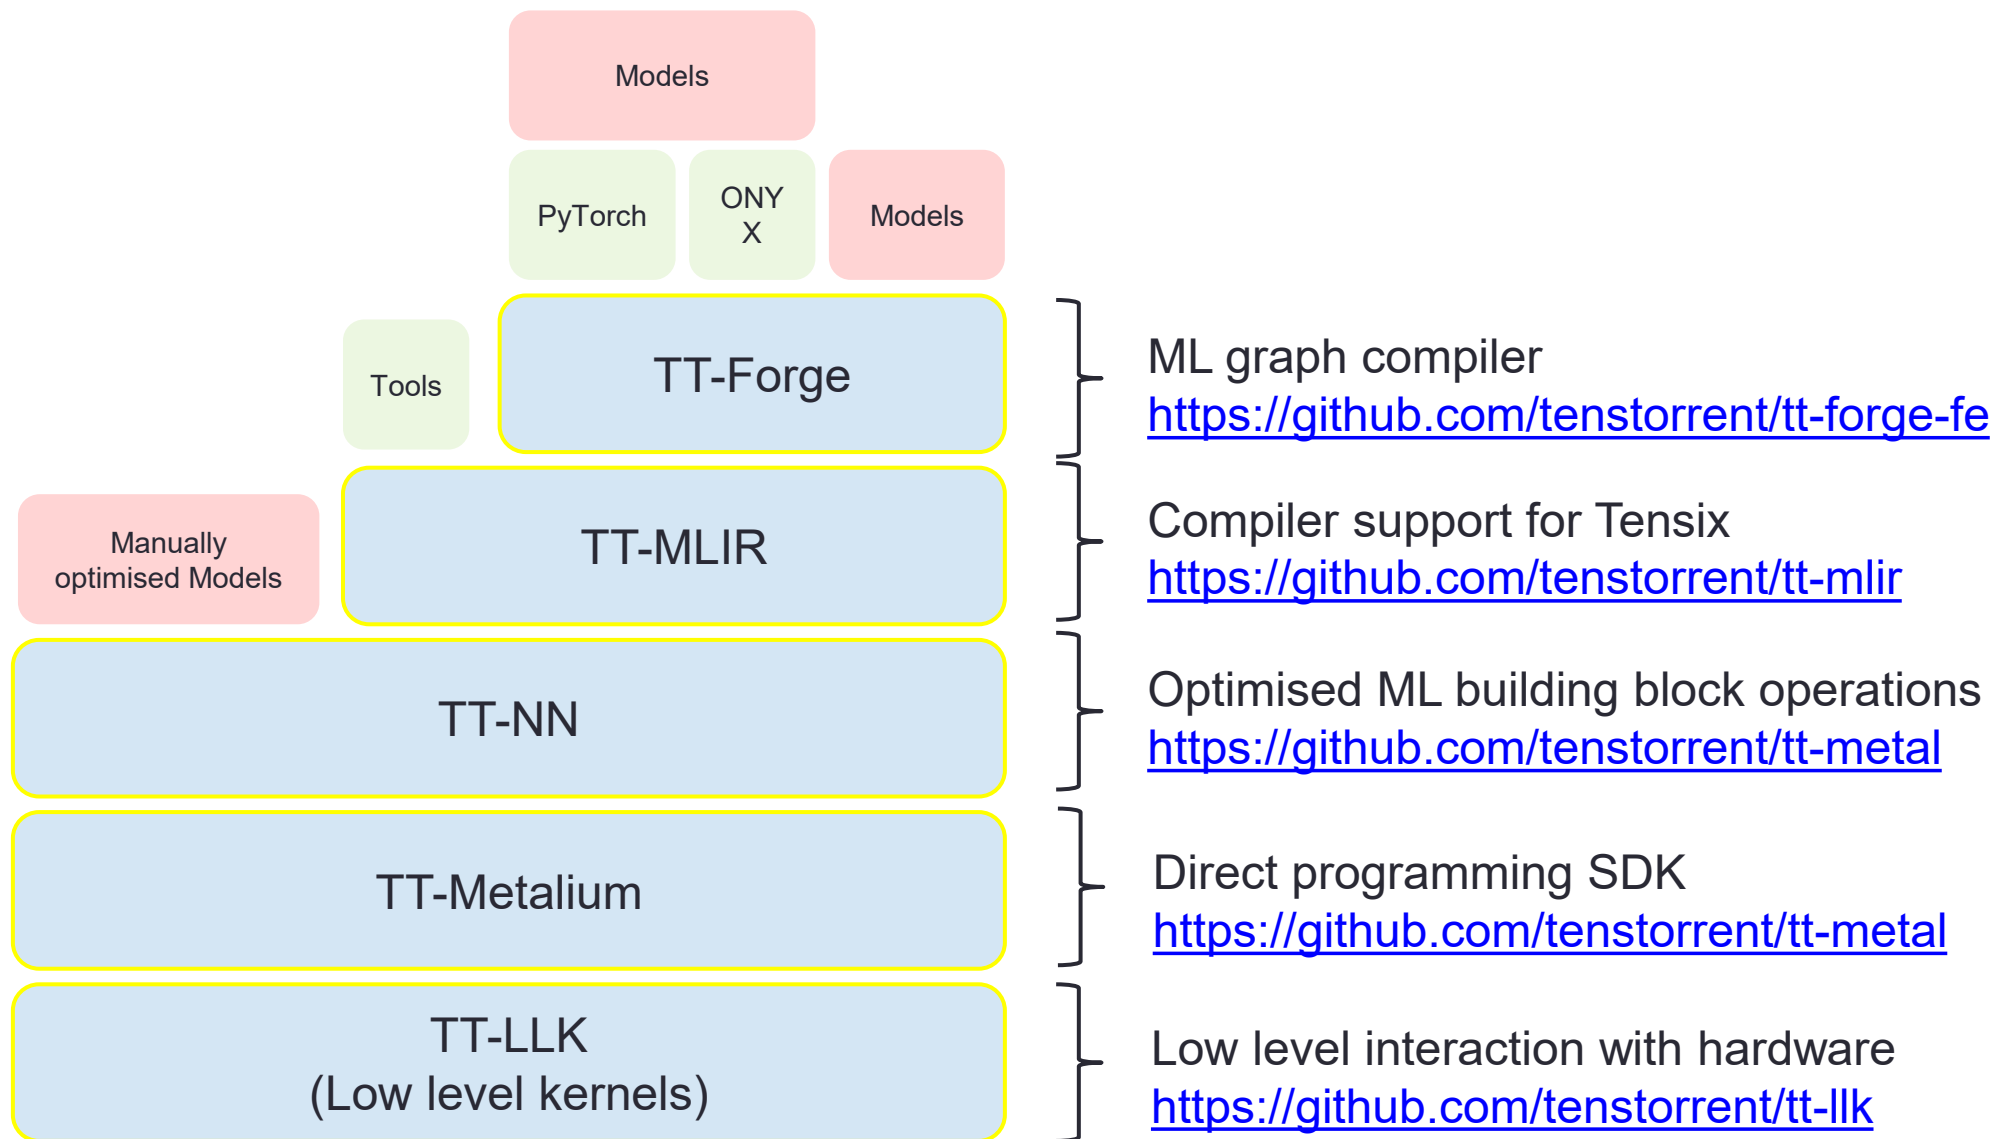 Models
PyTorch
ONY
X
Models
Tools
TT-Forge
ML graph compiler
https://github.com/tenstorrent/tt-forge-fe
Manually
optimised Models
TT-MLIR
Compiler support for Tensix
https://github.com/tenstorrent/tt-mlir
TT-NN
Optimised ML building block operations
https://github.com/tenstorrent/tt-metal
TT-Metalium
Direct programming SDK
https://github.com/tenstorrent/tt-metal
TT-LLK
(Low level kernels)
Low level interaction with hardware
https://github.com/tenstorrent/tt-llk